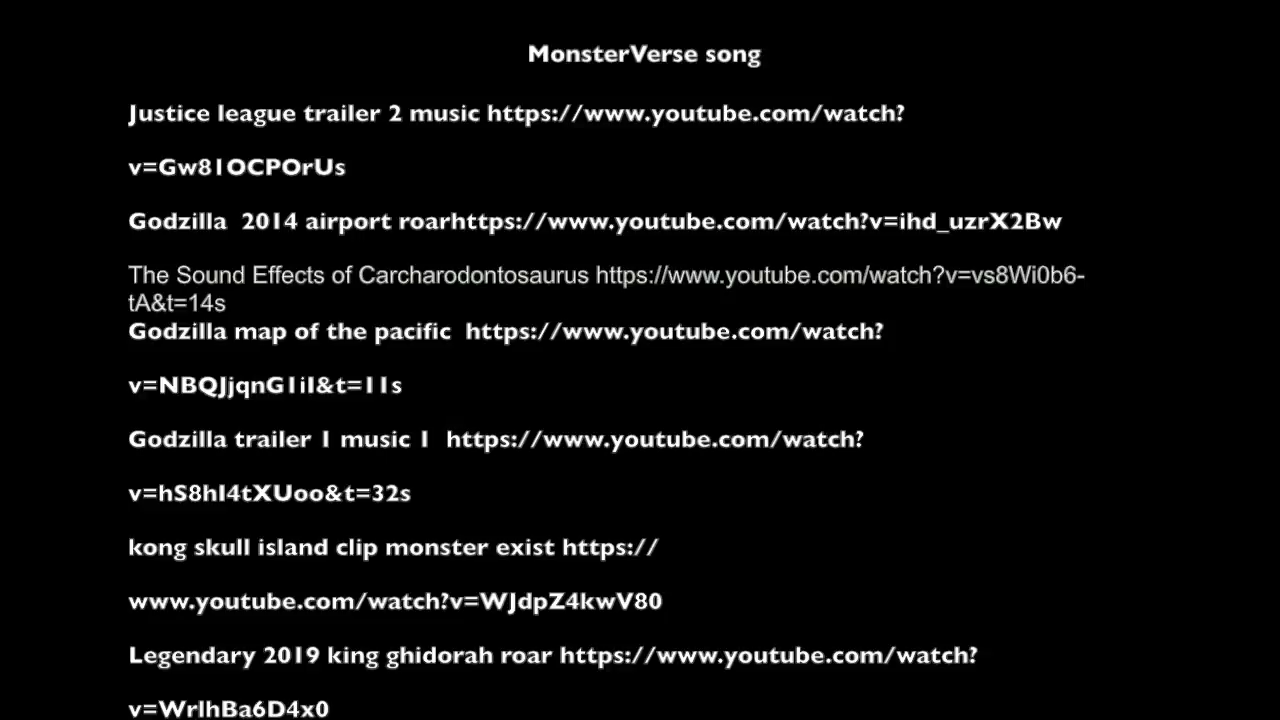 MonsterVerse song
Justice league trailer 2 music https://www.youtube.com/watch?
v=Gw81OCPOrUs
Godzilla  2014 airport roarhttps://www.youtube.com/watch?v=ihd_uzrX2Bw
The Sound Effects of Carcharodontosaurus https://www.youtube.com/watch?v=vs8Wi0b6-
tA&t=14s
Godzilla map of the pacific  https://www.youtube.com/watch?
v=NBQJjqnG1iI&t=11s
Godzilla trailer 1 music 1  https://www.youtube.com/watch?
v=hS8hI4tXUoo&t=32s
kong skull island clip monster exist https://
www.youtube.com/watch?v=WJdpZ4kwV80
Legendary 2019 king ghidorah roar https://www.youtube.com/watch?
v=WrlhBa6D4x0